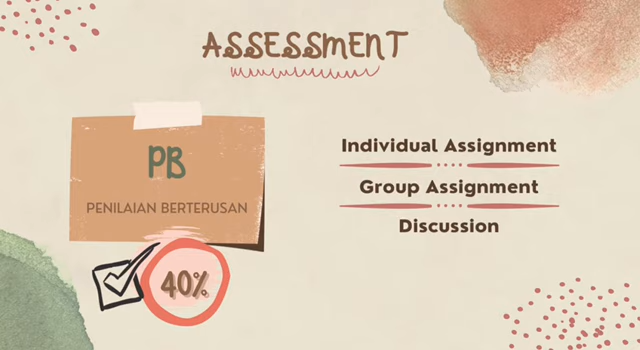 ASSESSMENT
PB
PENILAIAN BERTERUSAN
40%
Individual Assignment
Group Assignment
Discussion